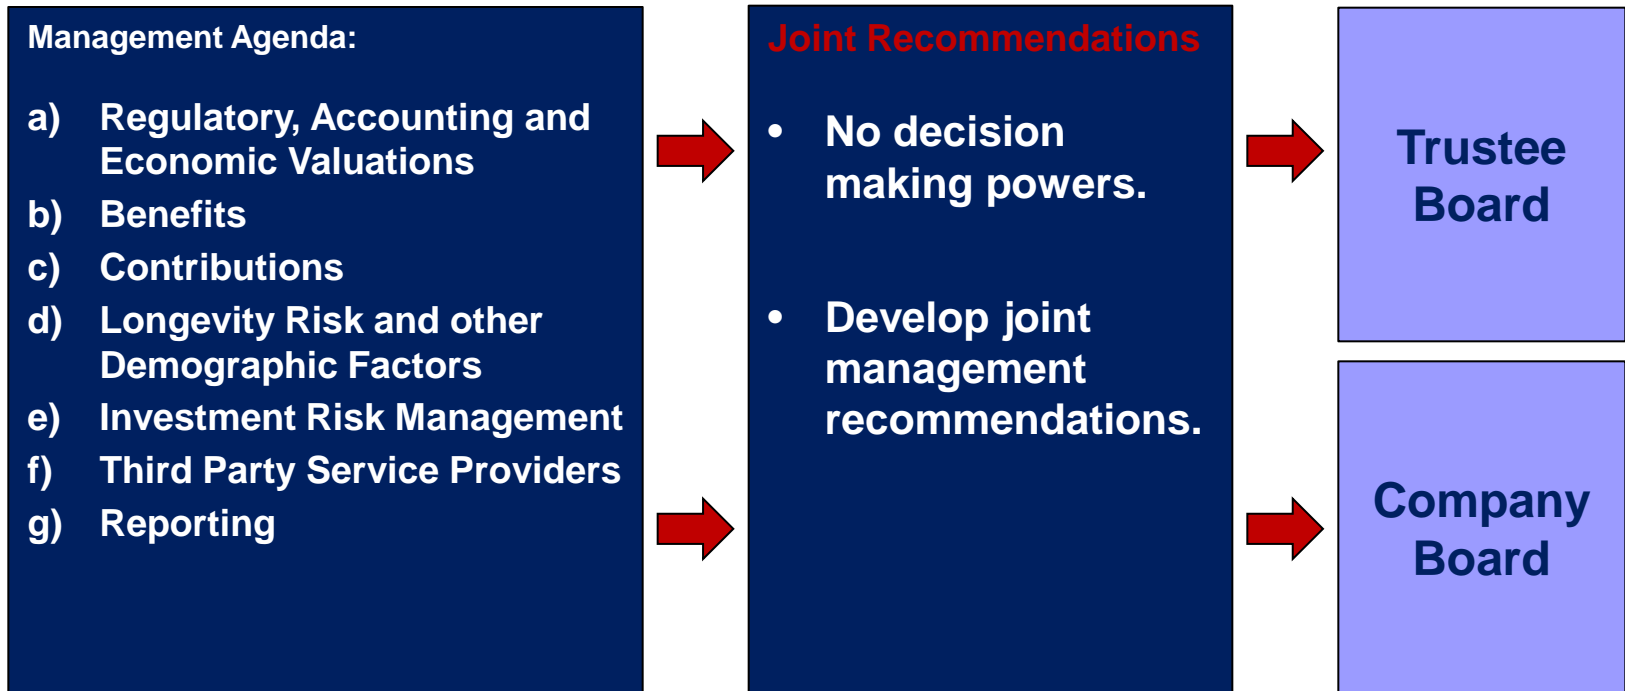 Management Agenda:
a) Regulatory, Accounting and
Economic Valuations
b) Benefits
c) Contributions
d) Longevity Risk and other
Demographic Factors
e) Investment Risk Management
f) Third Party Service Providers
g) Reporting
Joint Recommendations
• No decision
making powers.
• Develop joint
management
recommendations.
Trustee
Board
Company
Board